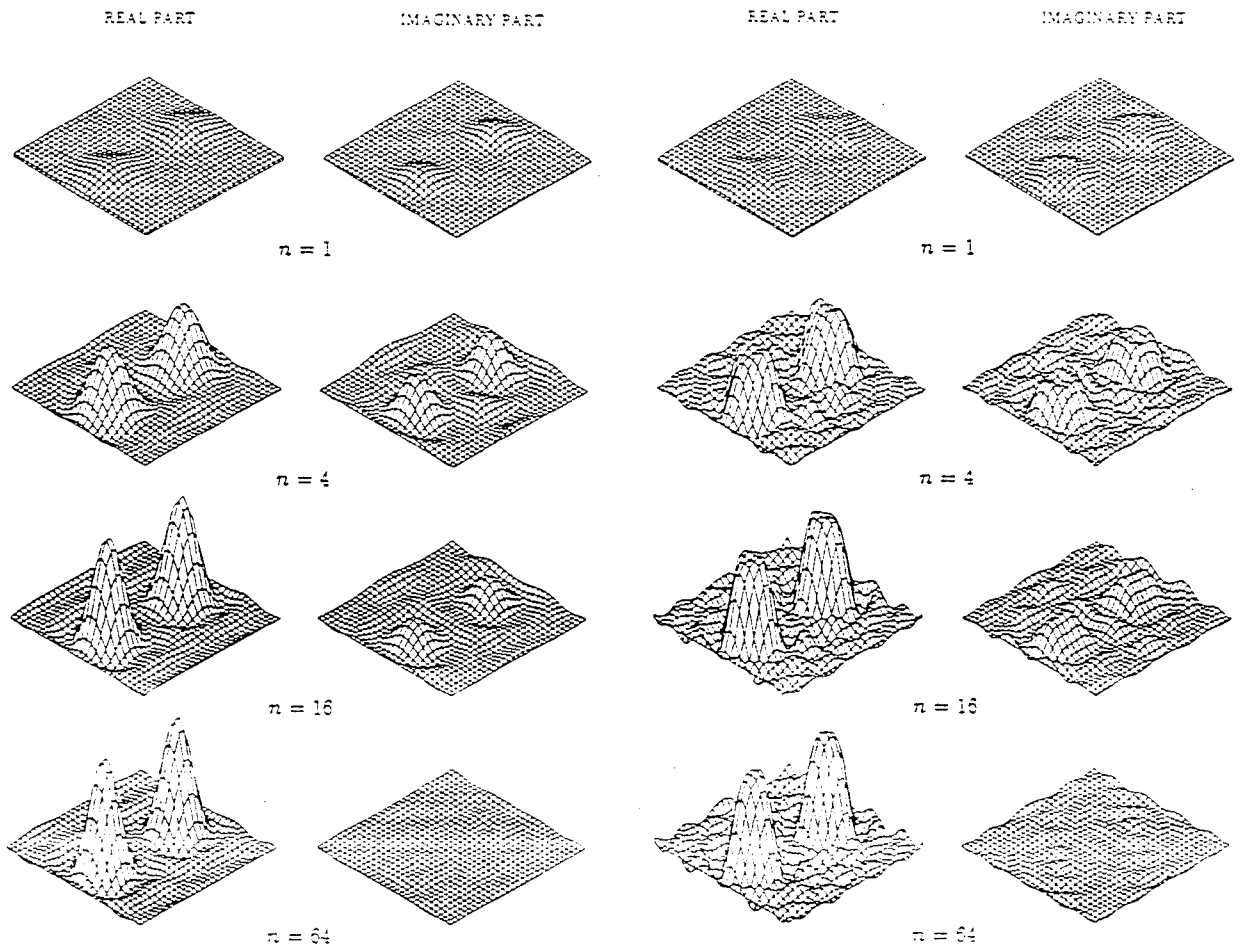 REAL PART IMAGINARY PART REAL PART IMAGINARY PART
n = 1 n = 1
n = 4 n = 4
n = 16 n = 16
n = 64 n = 64